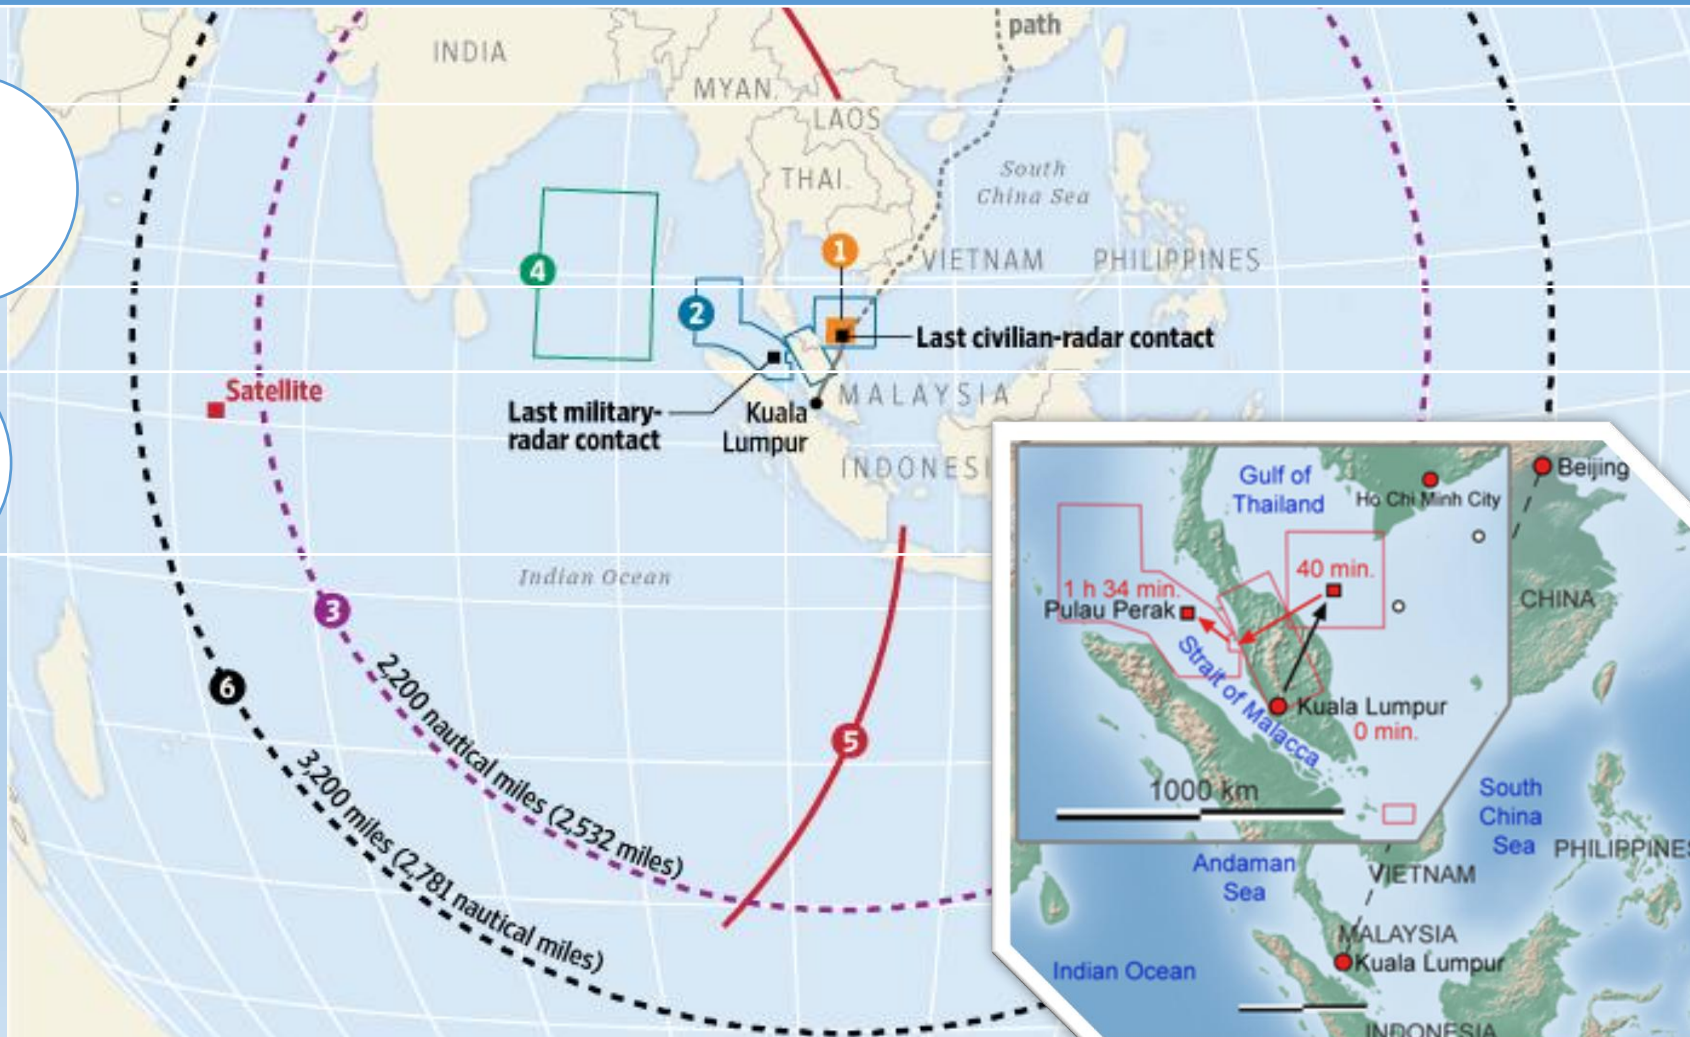 path
INDIA
MYAN.
LAOS
THAI.
South
China Sea
1
VIETNAM
PHILIPPINES
4
2
Last civilian-radar contact
Satellite
Last military-
radar contact
Kuala
Lumpur
MALAYSIA
INDONESI
Indian Ocean
3
6
5
2,200 nautical miles (2,532 miles)
3,200 miles (2,781 nautical miles)
Gulf of
Thailand
Ho Chi Minh City
Beijing
40 min.
1 h 34 min.
Pulau Perak
CHINA
Strait of Malacca
Kuala Lumpur
0 min.
1000 km
South
China
Sea
PHILIPPINES
Andaman
Sea
VIETNAM
MALAYSIA
Kuala Lumpur
Indian Ocean
INDONESIA